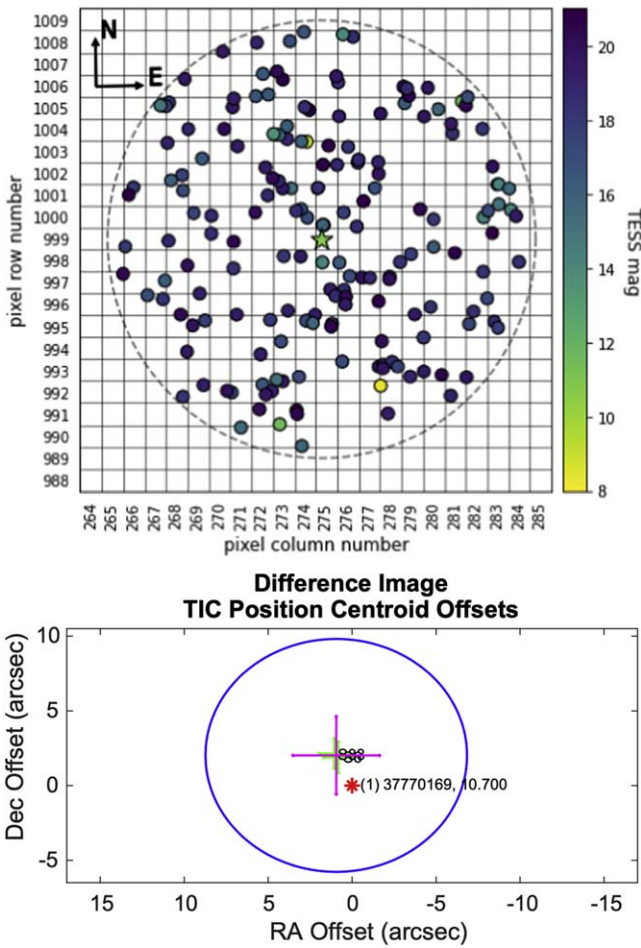 1009
1008
1007
1006
1005
1004
1003
1002
1001
1000
999
998
997
996
995
994
993
992
991
990
989
988
N
E
pixel row number
264 265 266 267 268 269 270 271 272 273 274 275 276 277 278 279 280 281 282 283 284 285
pixel column number
20
18
16
14
12
10
8
TESS mag
Difference Image
TIC Position Centroid Offsets
10
5
0
-5
Dec Offset (arcsec)
(1) 37770169, 10.700
15 10 5 0 -5 -10 -15
RA Offset (arcsec)